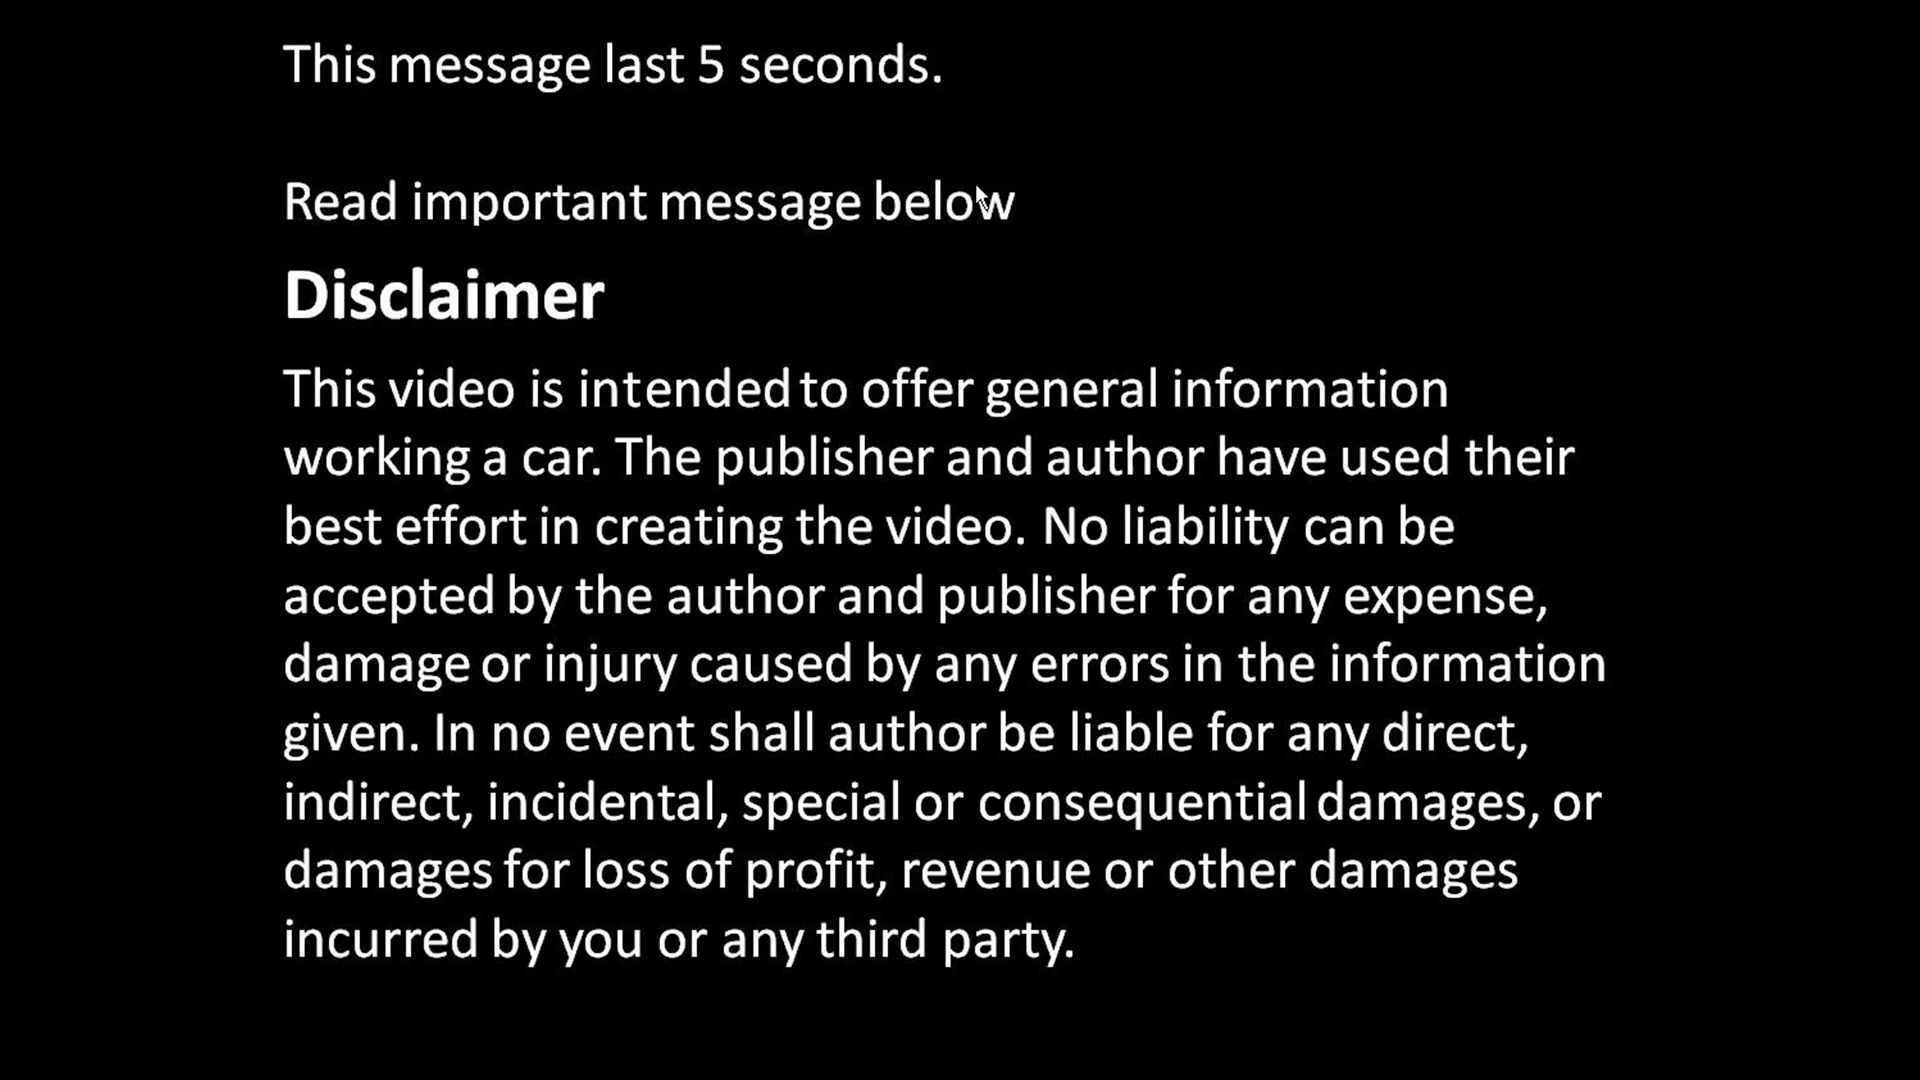 This message last 5 seconds.
Read important message below
Disclaimer
This video is intended to offer general information
working a car. The publisher and author have used their
best effort in creating the video. No liability can be
accepted by the author and publisher for any expense,
damage or injury caused by any errors in the information
given. In no event shall author be liable for any direct,
indirect, incidental, special or consequential damages, or
damages for loss of profit, revenue or other damages
incurred by you or any third party.